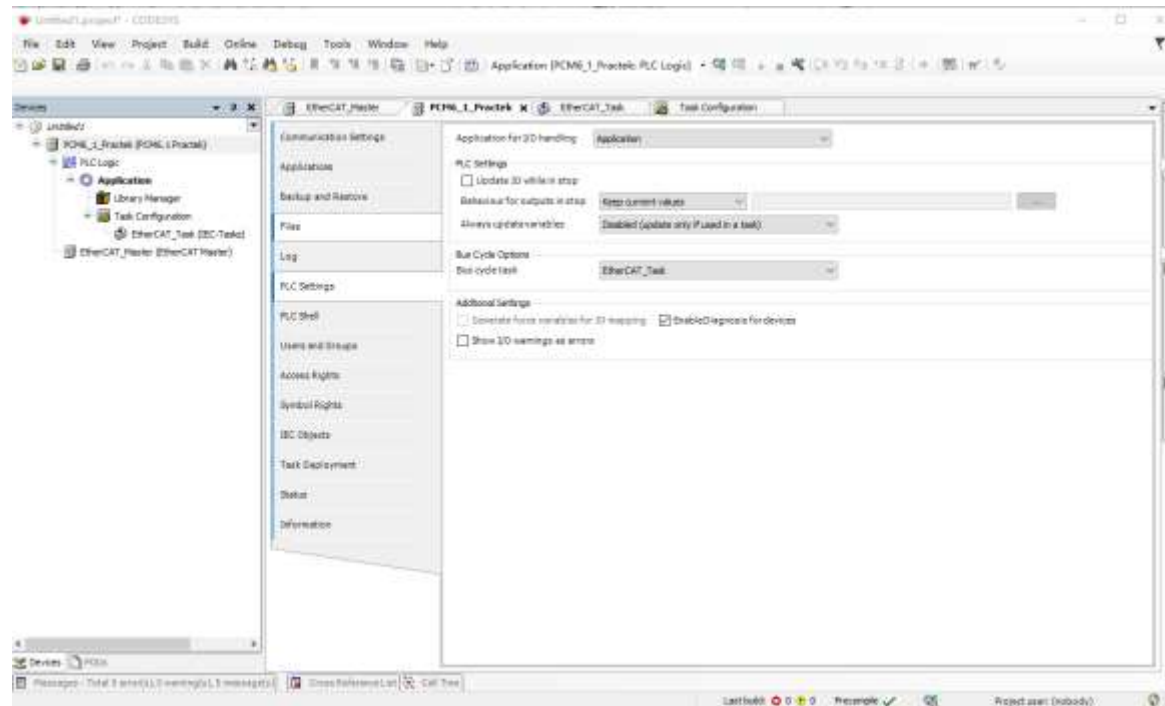 Untitled1.project* - CODESYS
File Edit View Project Build Online Debug Tools Window Help
Application [PCM6_1_Practek: PLC Logic]
Devices
EtherCAT_Master
PCM6_1_Practek
EtherCAT_Task
Task Configuration
Untitled1
PCM6_1_Practek (PCM6.1 Practek)
PLC Logic
Application
Library Manager
Task Configuration
EtherCAT_Task (IEC-Tasks)
EtherCAT_Master (EtherCAT Master)
Communication Settings
Applications
Backup and Restore
Files
Log
PLC Settings
PLC Shell
Users and Groups
Access Rights
Symbol Rights
IEC Objects
Task Deployment
Status
Information
Application for I/O handling Application
PLC Settings
Update IO while in stop
Behaviour for outputs in stop Keep current values
Always update variables Disabled (update only if used in a task)
Bus Cycle Options
Bus cycle task EtherCAT_Task
Additional Settings
Generate force variables for IO mapping Enable Diagnosis for devices
Show I/O warnings as errors
Devices POUs
Messages - Total 0 error(s), 0 warning(s), message(s) Cross Reference List Call Tree
Last build: 0 0 Precompile Project user: (nobody)